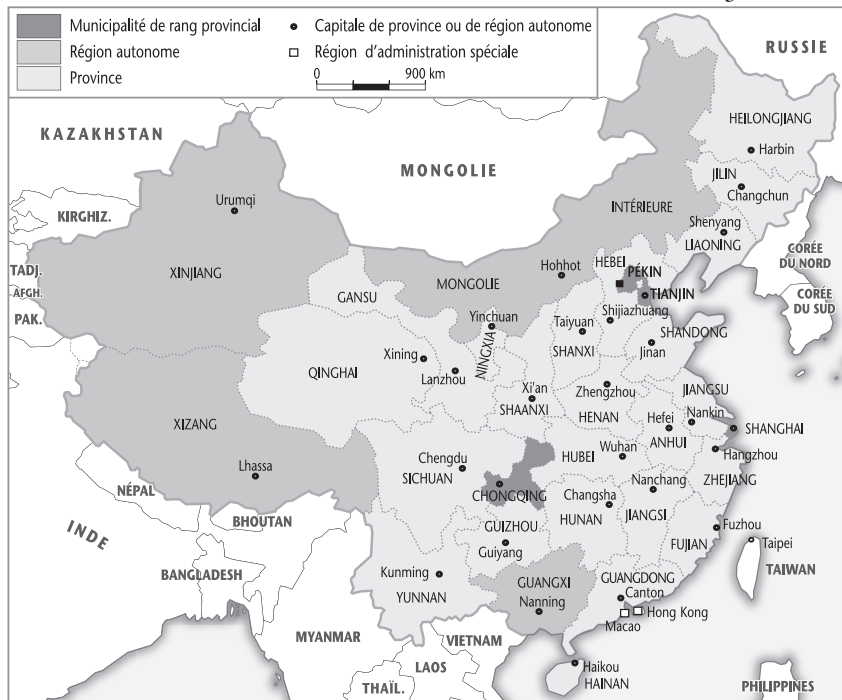 Municipalité de rang provincial
Région autonome
Province
Capitale de province ou de région autonome
Région d'administration spéciale
0 900 km
RUSSIE
KAZAKHSTAN
MONGOLIE
HEILONGJIANG
Harbin
JILIN
Changchun
KIRGHIZ.
Urumqi
INTÉRIEURE
Shenyang
LIAONING
CORÉE
DU NORD
TADJ.
XINJIANG
HEBEI
PÉKIN
Hohhot
MONGOLIE
GANSU
TIANJIN
AFGH.
CORÉE
DU SUD
PAK.
Shijiazhuang
Yinchuan
Taiyuan
SHANDONG
NINGXIA
SHANXI
Jinan
Xining
QINGHAI
Lanzhou
Xi'an
Zhengzhou
JIANGSU
SHAANXI
HENAN
Hefei
Nankin
XIZANG
SHANGHAI
ANHUI
Wuhan
HUBEI
Hangzhou
Chengdu
SICHUAN
Lhassa
ZHEJIANG
Nanchang
NÉPAL
CHONGQING
Changsha
HUNAN
JIANGSI
BHOUTAN
INDE
GUIZHOU
Fuzhou
Guiyang
FUJIAN
Taipei
TAIWAN
BANGLADESH
Kunming
YUNNAN
GUANGXI
Nanning
GUANGDONG
Canton
Hong Kong
Macao
MYANMAR
VIETNAM
LAOS
THAÏL.
Haikou
HAINAN
PHILIPPINES